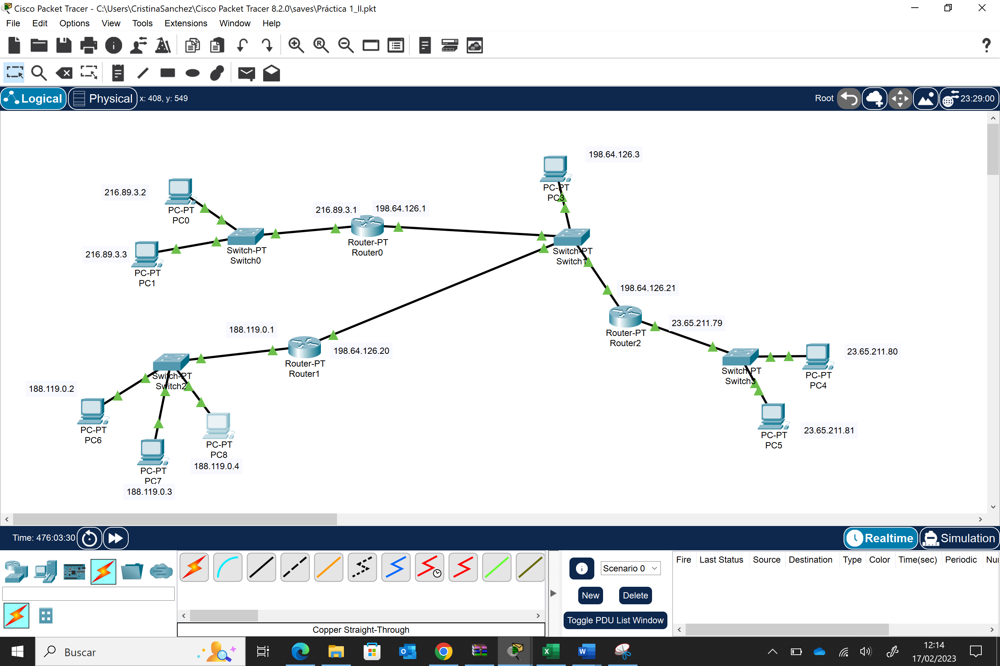 Cisco Packet Tracer - C:\Users\CristinaSanchez\Cisco Packet Tracer 8.2.0\saves\Práctica 1_II.pkt
File Edit Options View Tools Extensions Window Help
Logical Physical x: 408, y: 549 Root 23:29:00
198.64.126.3
PC-PT
PC3
216.89.3.2
PC-PT
PC0
216.89.3.1 198.64.126.1
Router-PT
Router0
Switch-PT
Switch0
Switch-PT
Switch1
216.89.3.3
PC-PT
PC1
198.64.126.21
Router-PT
Router2
23.65.211.79
188.119.0.1
198.64.126.20
Router-PT
Router1
Switch-PT
Switch2
Switch-PT
Switch3
23.65.211.80
PC-PT
PC4
188.119.0.2
PC-PT
PC6
PC-PT
PC8
188.119.0.4
23.65.211.81
PC-PT
PC5
PC-PT
PC7
188.119.0.3
Time: 476:03:30 Realtime Simulation
Scenario 0
New Delete
Toggle PDU List Window
Fire Last Status Source Destination Type Color Time(sec) Periodic Nu
Copper Straight-Through
Buscar
12:14
17/02/2023